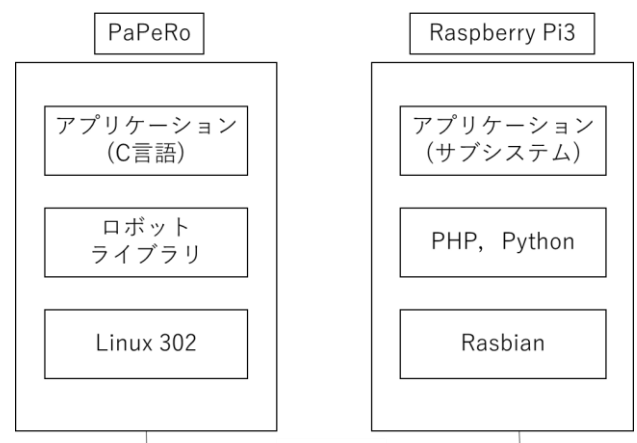 PaPeRo
アプリケーション
(C言語)
ロボット
ライブラリ
Linux 302
Raspberry Pi3
アプリケーション
(サブシステム)
PHP，Python
Rasbian